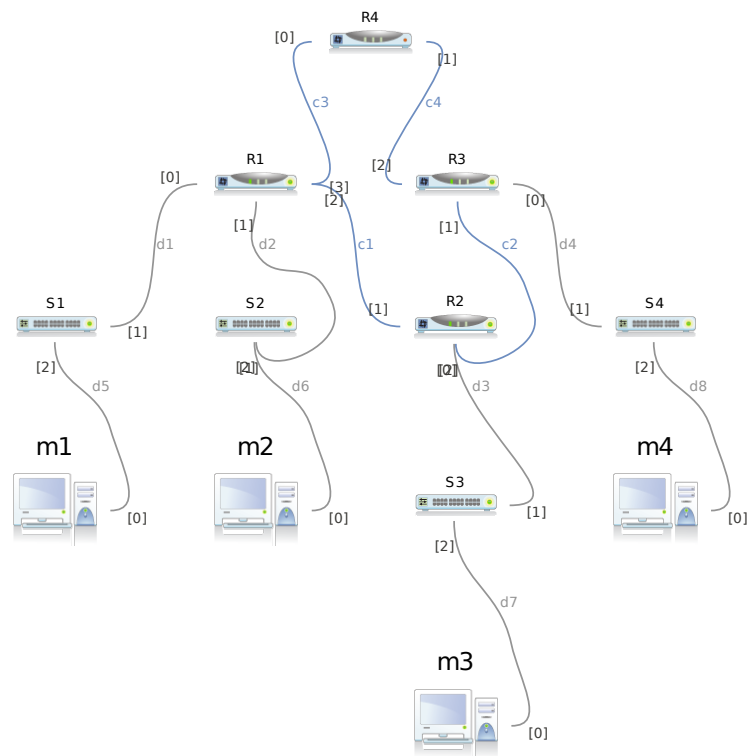 R4
[0]
[1]
c3
c4
R1
R3
[0]
[3]
[2]
[2]
[0]
[1]
[1]
d1
d2
c1
c2
d4
S1
S2
R2
S4
[1]
[1]
[1]
[2]
[2]
[1]
[0]
[2]
[2]
d5
d6
d3
d8
m1
m2
m4
S3
[0]
[0]
[1]
[0]
[2]
d7
m3
[0]